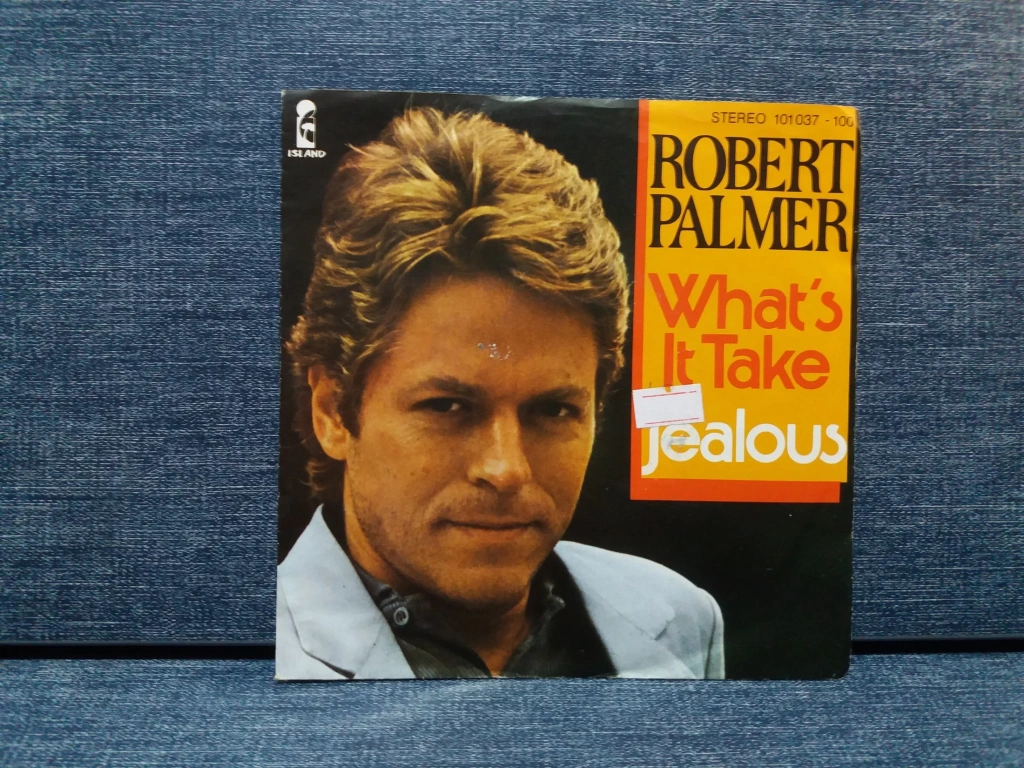 ISLAND
STEREO 101037 - 100
ROBERT
PALMER
What's
It Take
Jealous